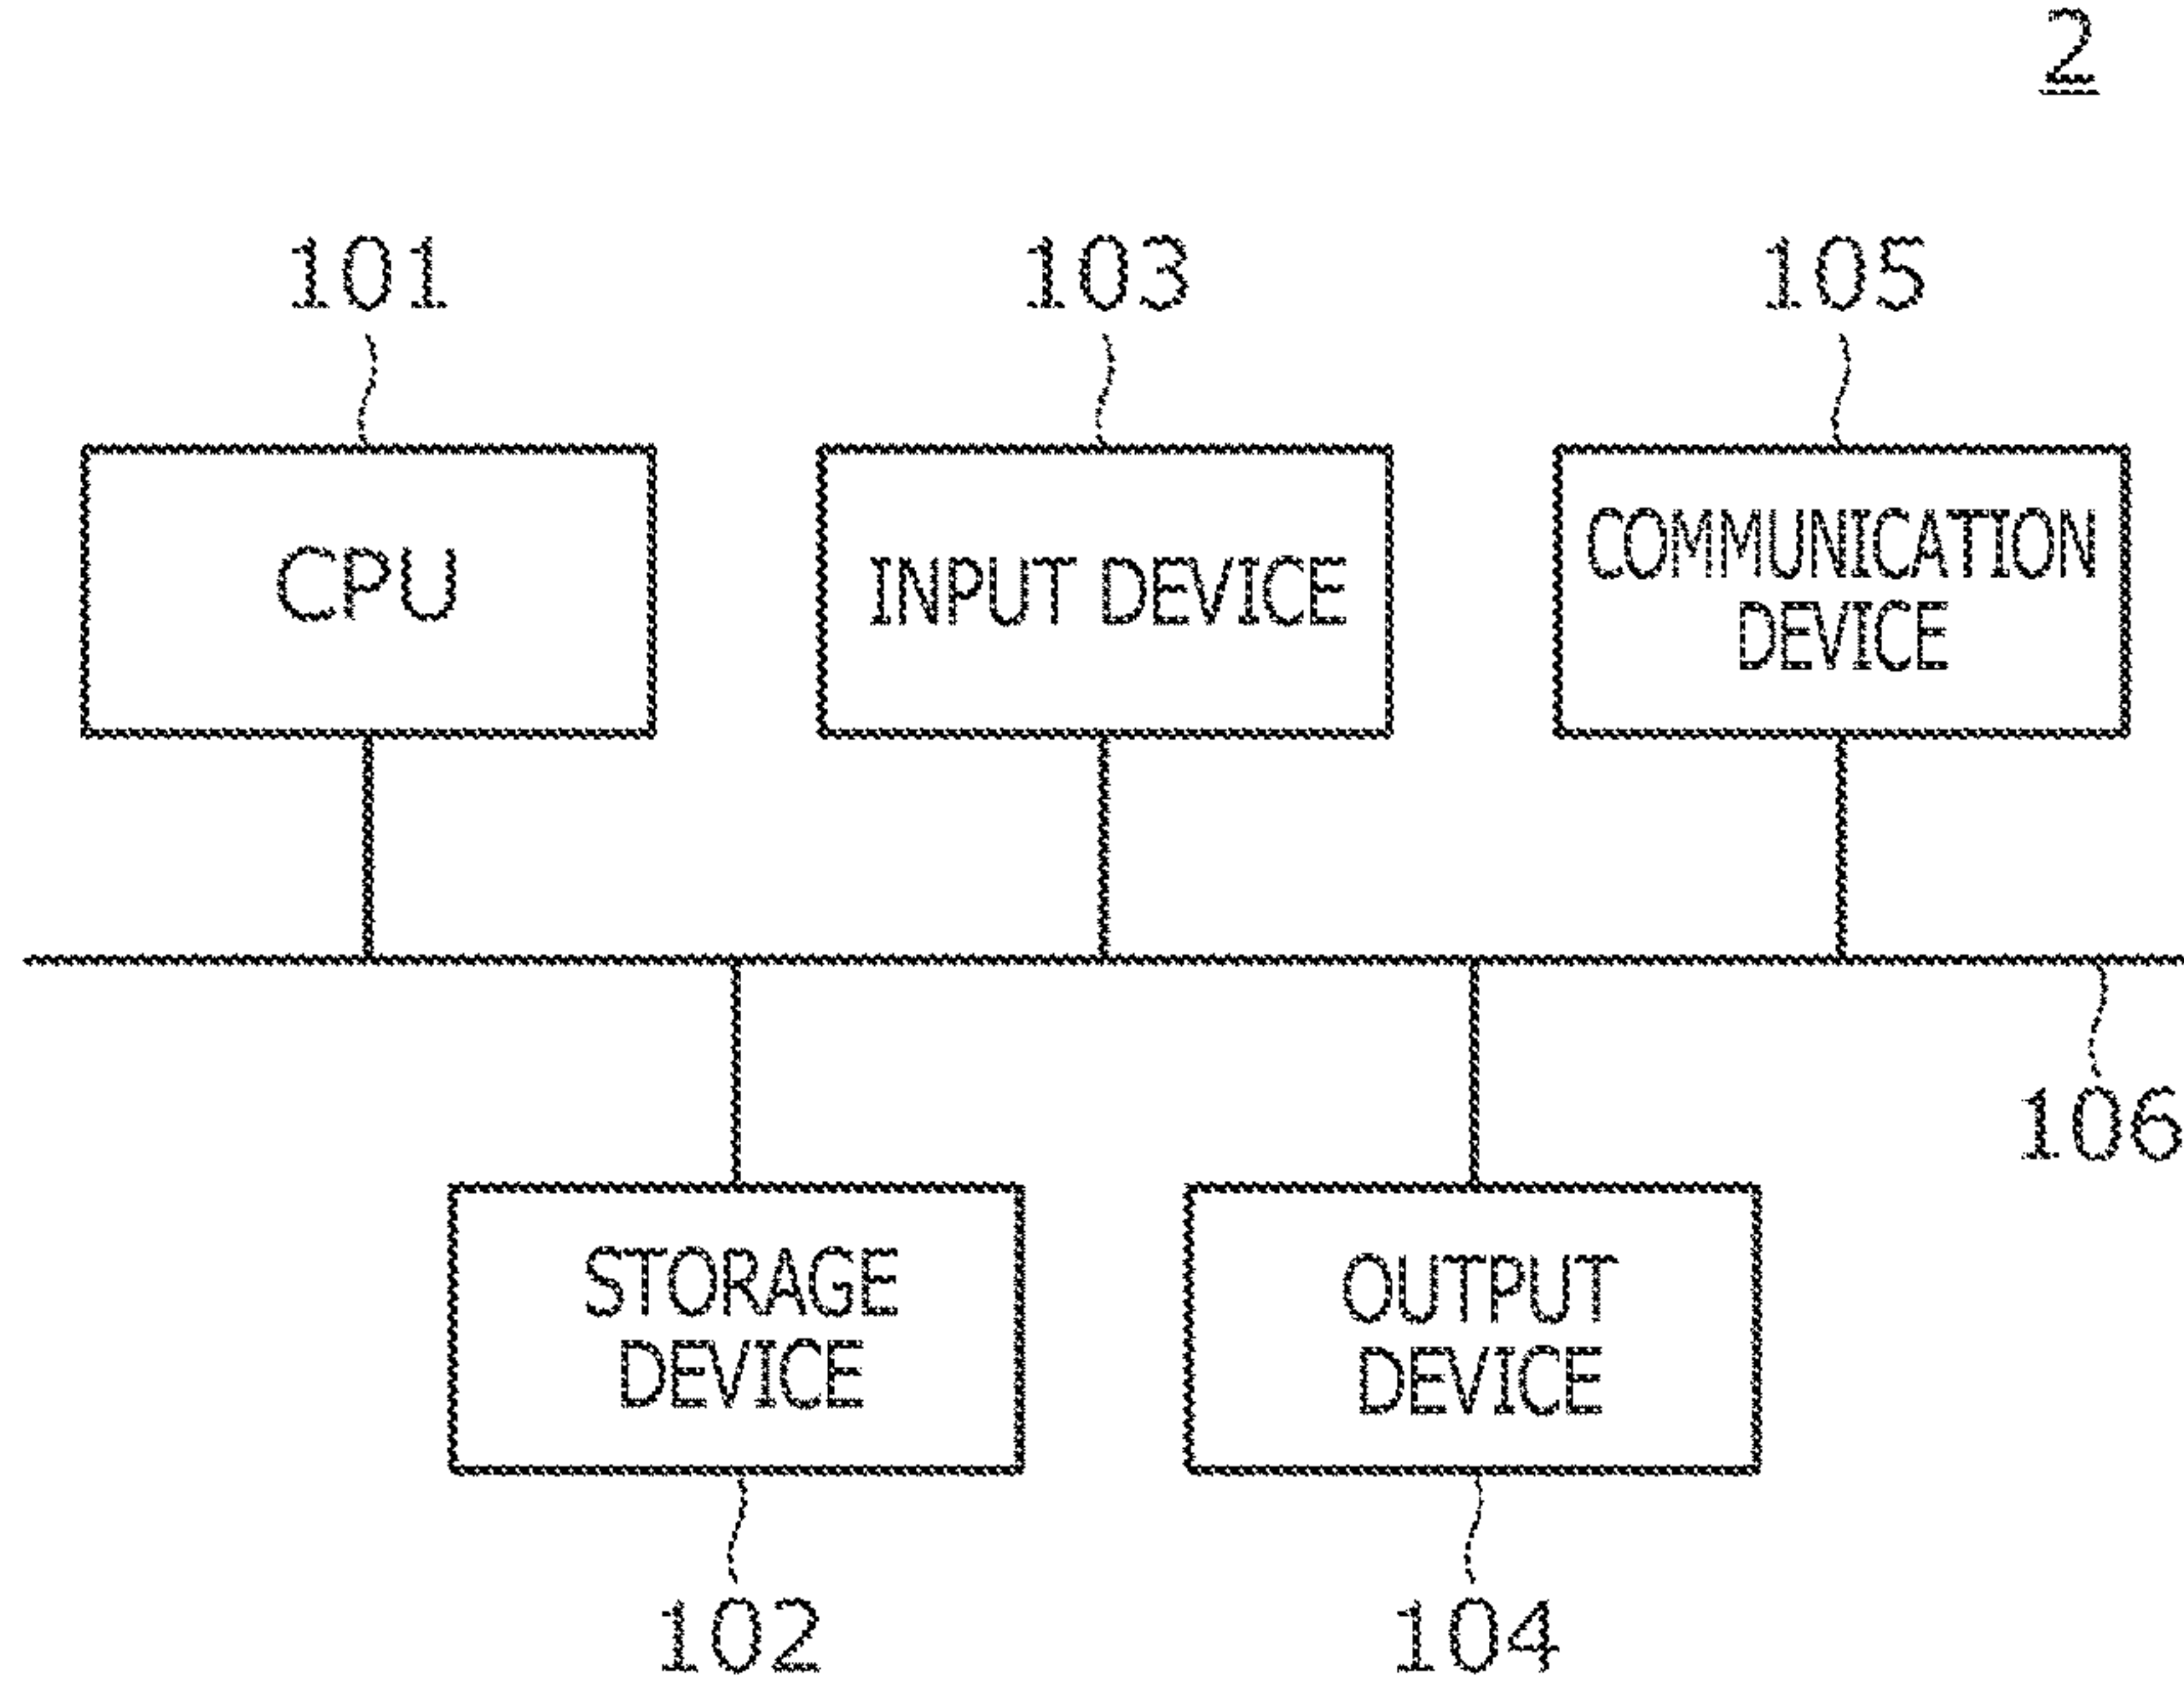 2
101
103
105
CPU
INPUT DEVICE
COMMUNICATION
DEVICE
106
STORAGE
DEVICE
OUTPUT
DEVICE
102
104